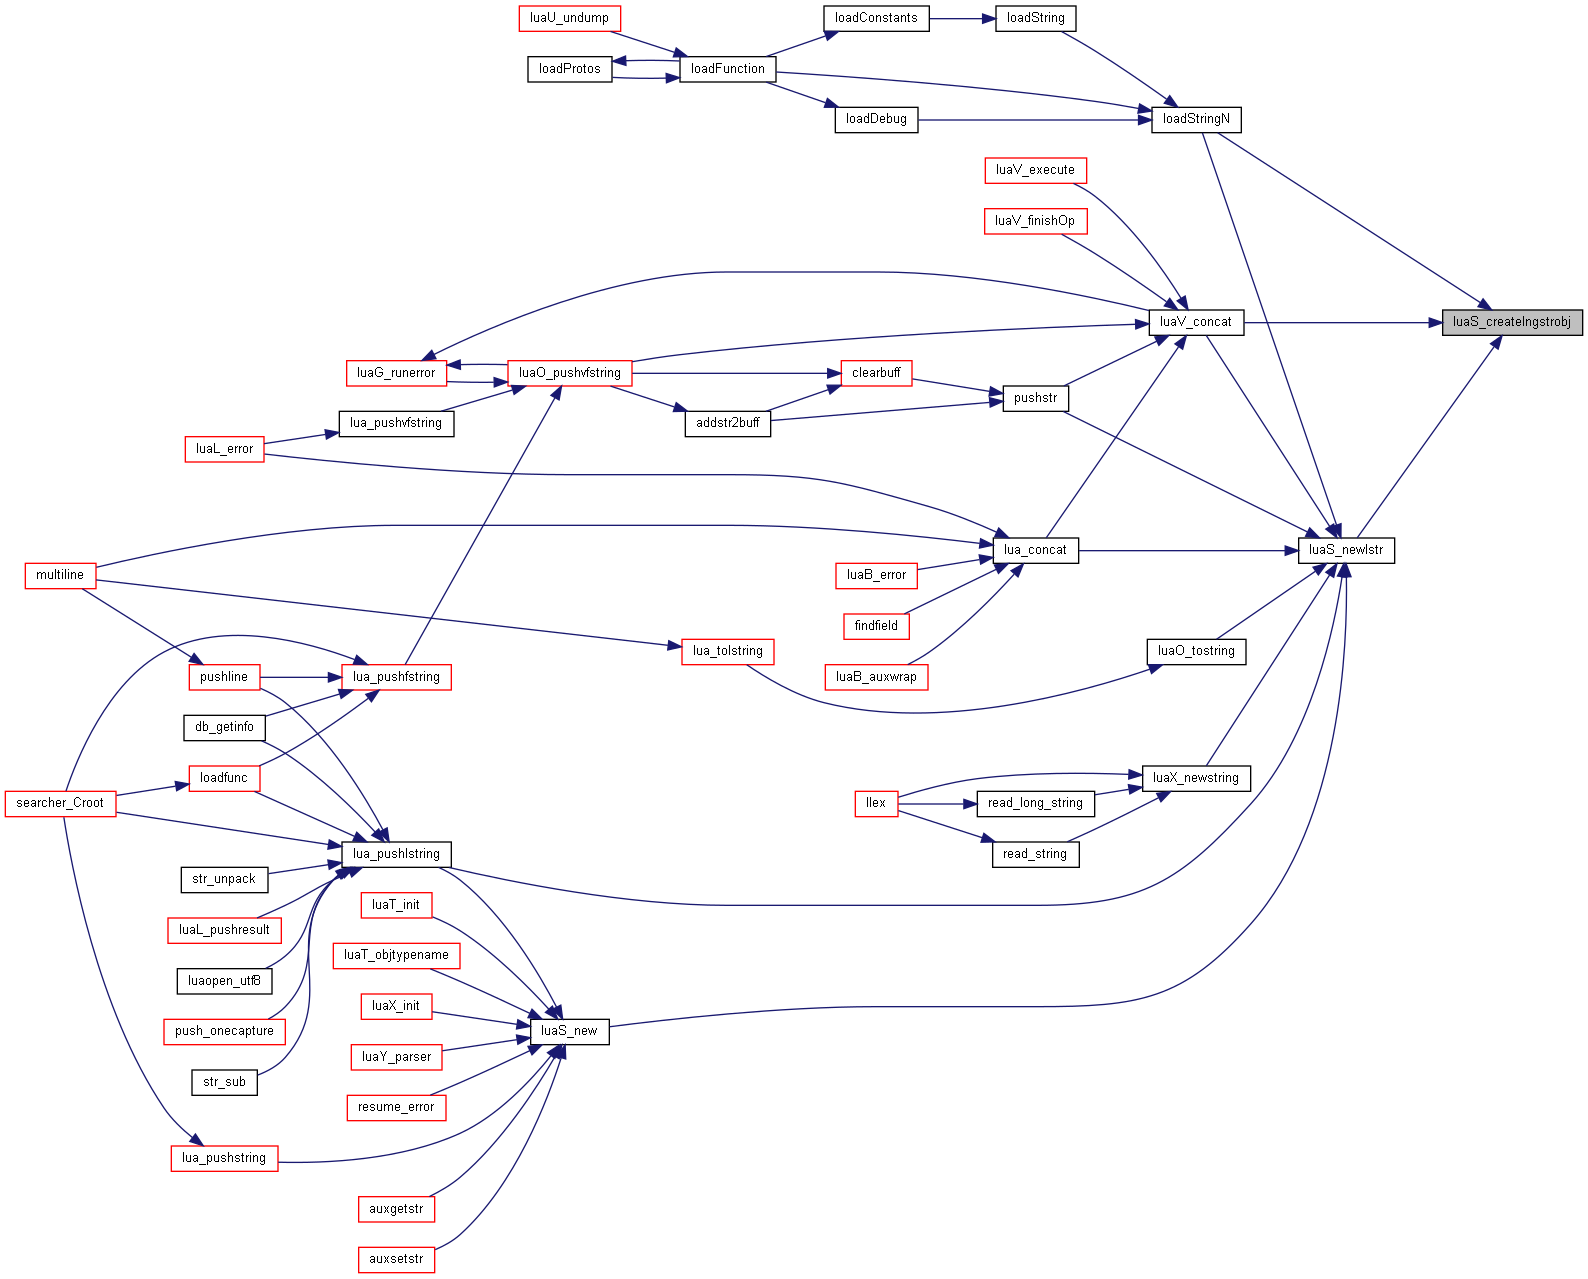 luaU_undump
loadConstants
loadString
loadProtos
loadFunction
loadDebug
loadStringN
luaV_execute
luaV_finishOp
luaV_concat
luaS_createlngstrobj
luaG_runerror
luaO_pushvfstring
clearbuff
pushstr
lua_pushvfstring
addstr2buff
luaL_error
lua_concat
luaS_newlstr
multiline
luaB_error
findfield
lua_tolstring
luaO_tostring
pushline
lua_pushfstring
luaB_auxwrap
db_getinfo
loadfunc
luaX_newstring
searcher_Croot
llex
read_long_string
lua_pushlstring
read_string
str_unpack
luaT_init
luaL_pushresult
luaT_objtypename
luaopen_utf8
luaX_init
push_onecapture
luaS_new
luaY_parser
str_sub
resume_error
lua_pushstring
auxgetstr
auxsetstr